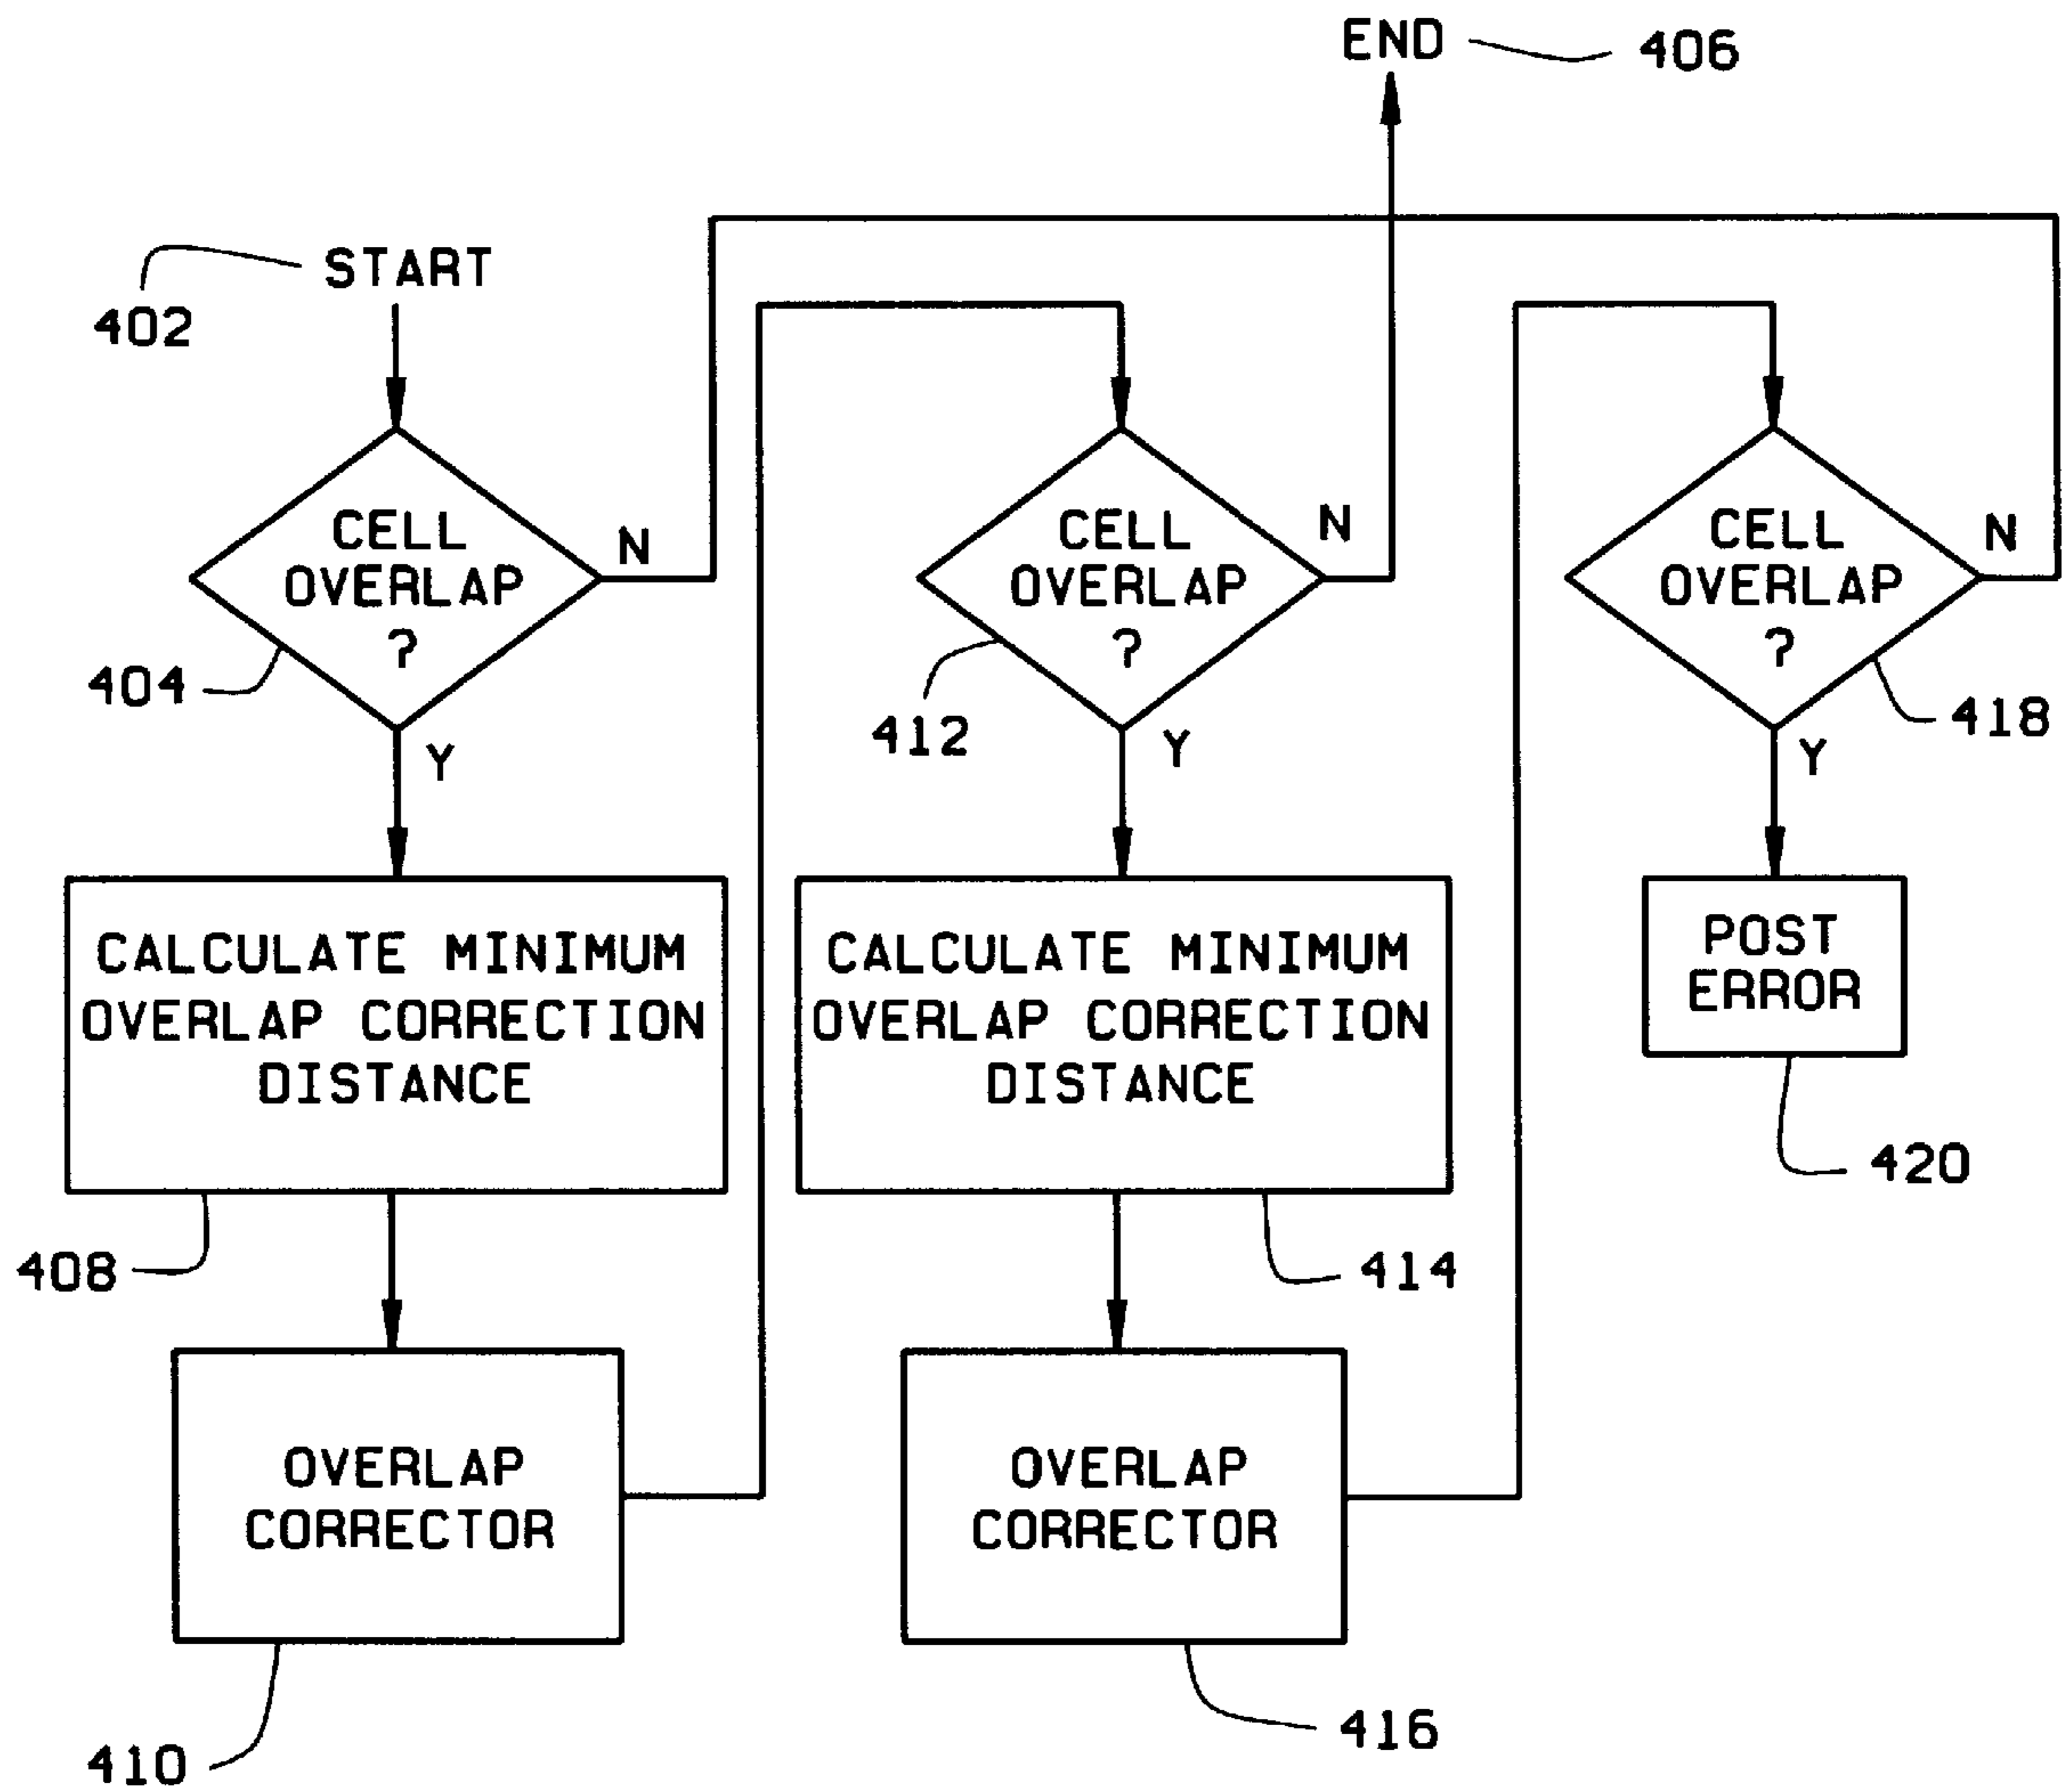 END 406
START
402
CELL
OVERLAP
?
N
404
Y
CALCULATE MINIMUM
OVERLAP CORRECTION
DISTANCE
408
OVERLAP
CORRECTOR
410
CELL
OVERLAP
?
N
412
Y
CALCULATE MINIMUM
OVERLAP CORRECTION
DISTANCE
414
OVERLAP
CORRECTOR
416
CELL
OVERLAP
?
N
418
Y
POST
ERROR
420